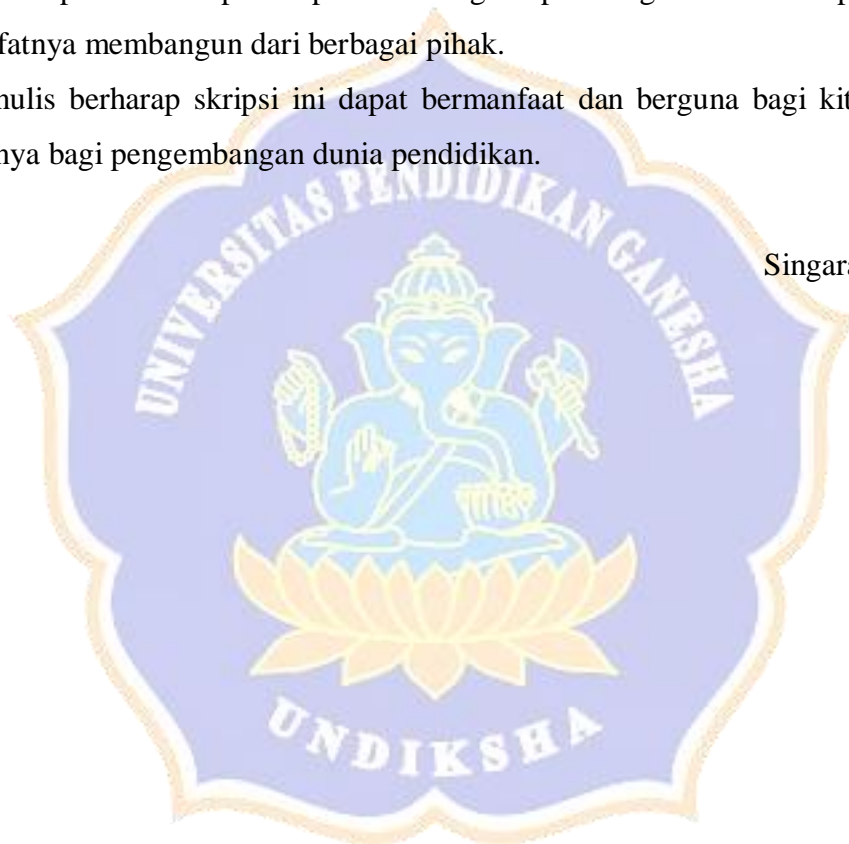 fatnya membangun dari berbagai pihak.
nulis berharap skripsi ini dapat bermanfaat dan berguna bagi kit
nya bagi pengembangan dunia pendidikan.
Singara
UNIVERSITAS PENDIDIKAN GANESHA
UNDIKSHA